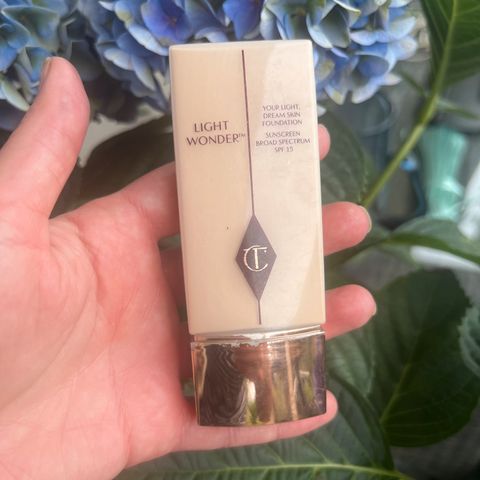 LIGHT
WONDER™
YOUR LIGHT,
DREAM SKIN
FOUNDATION
SUNSCREEN
BROAD SPECTRUM
SPF 15
CT